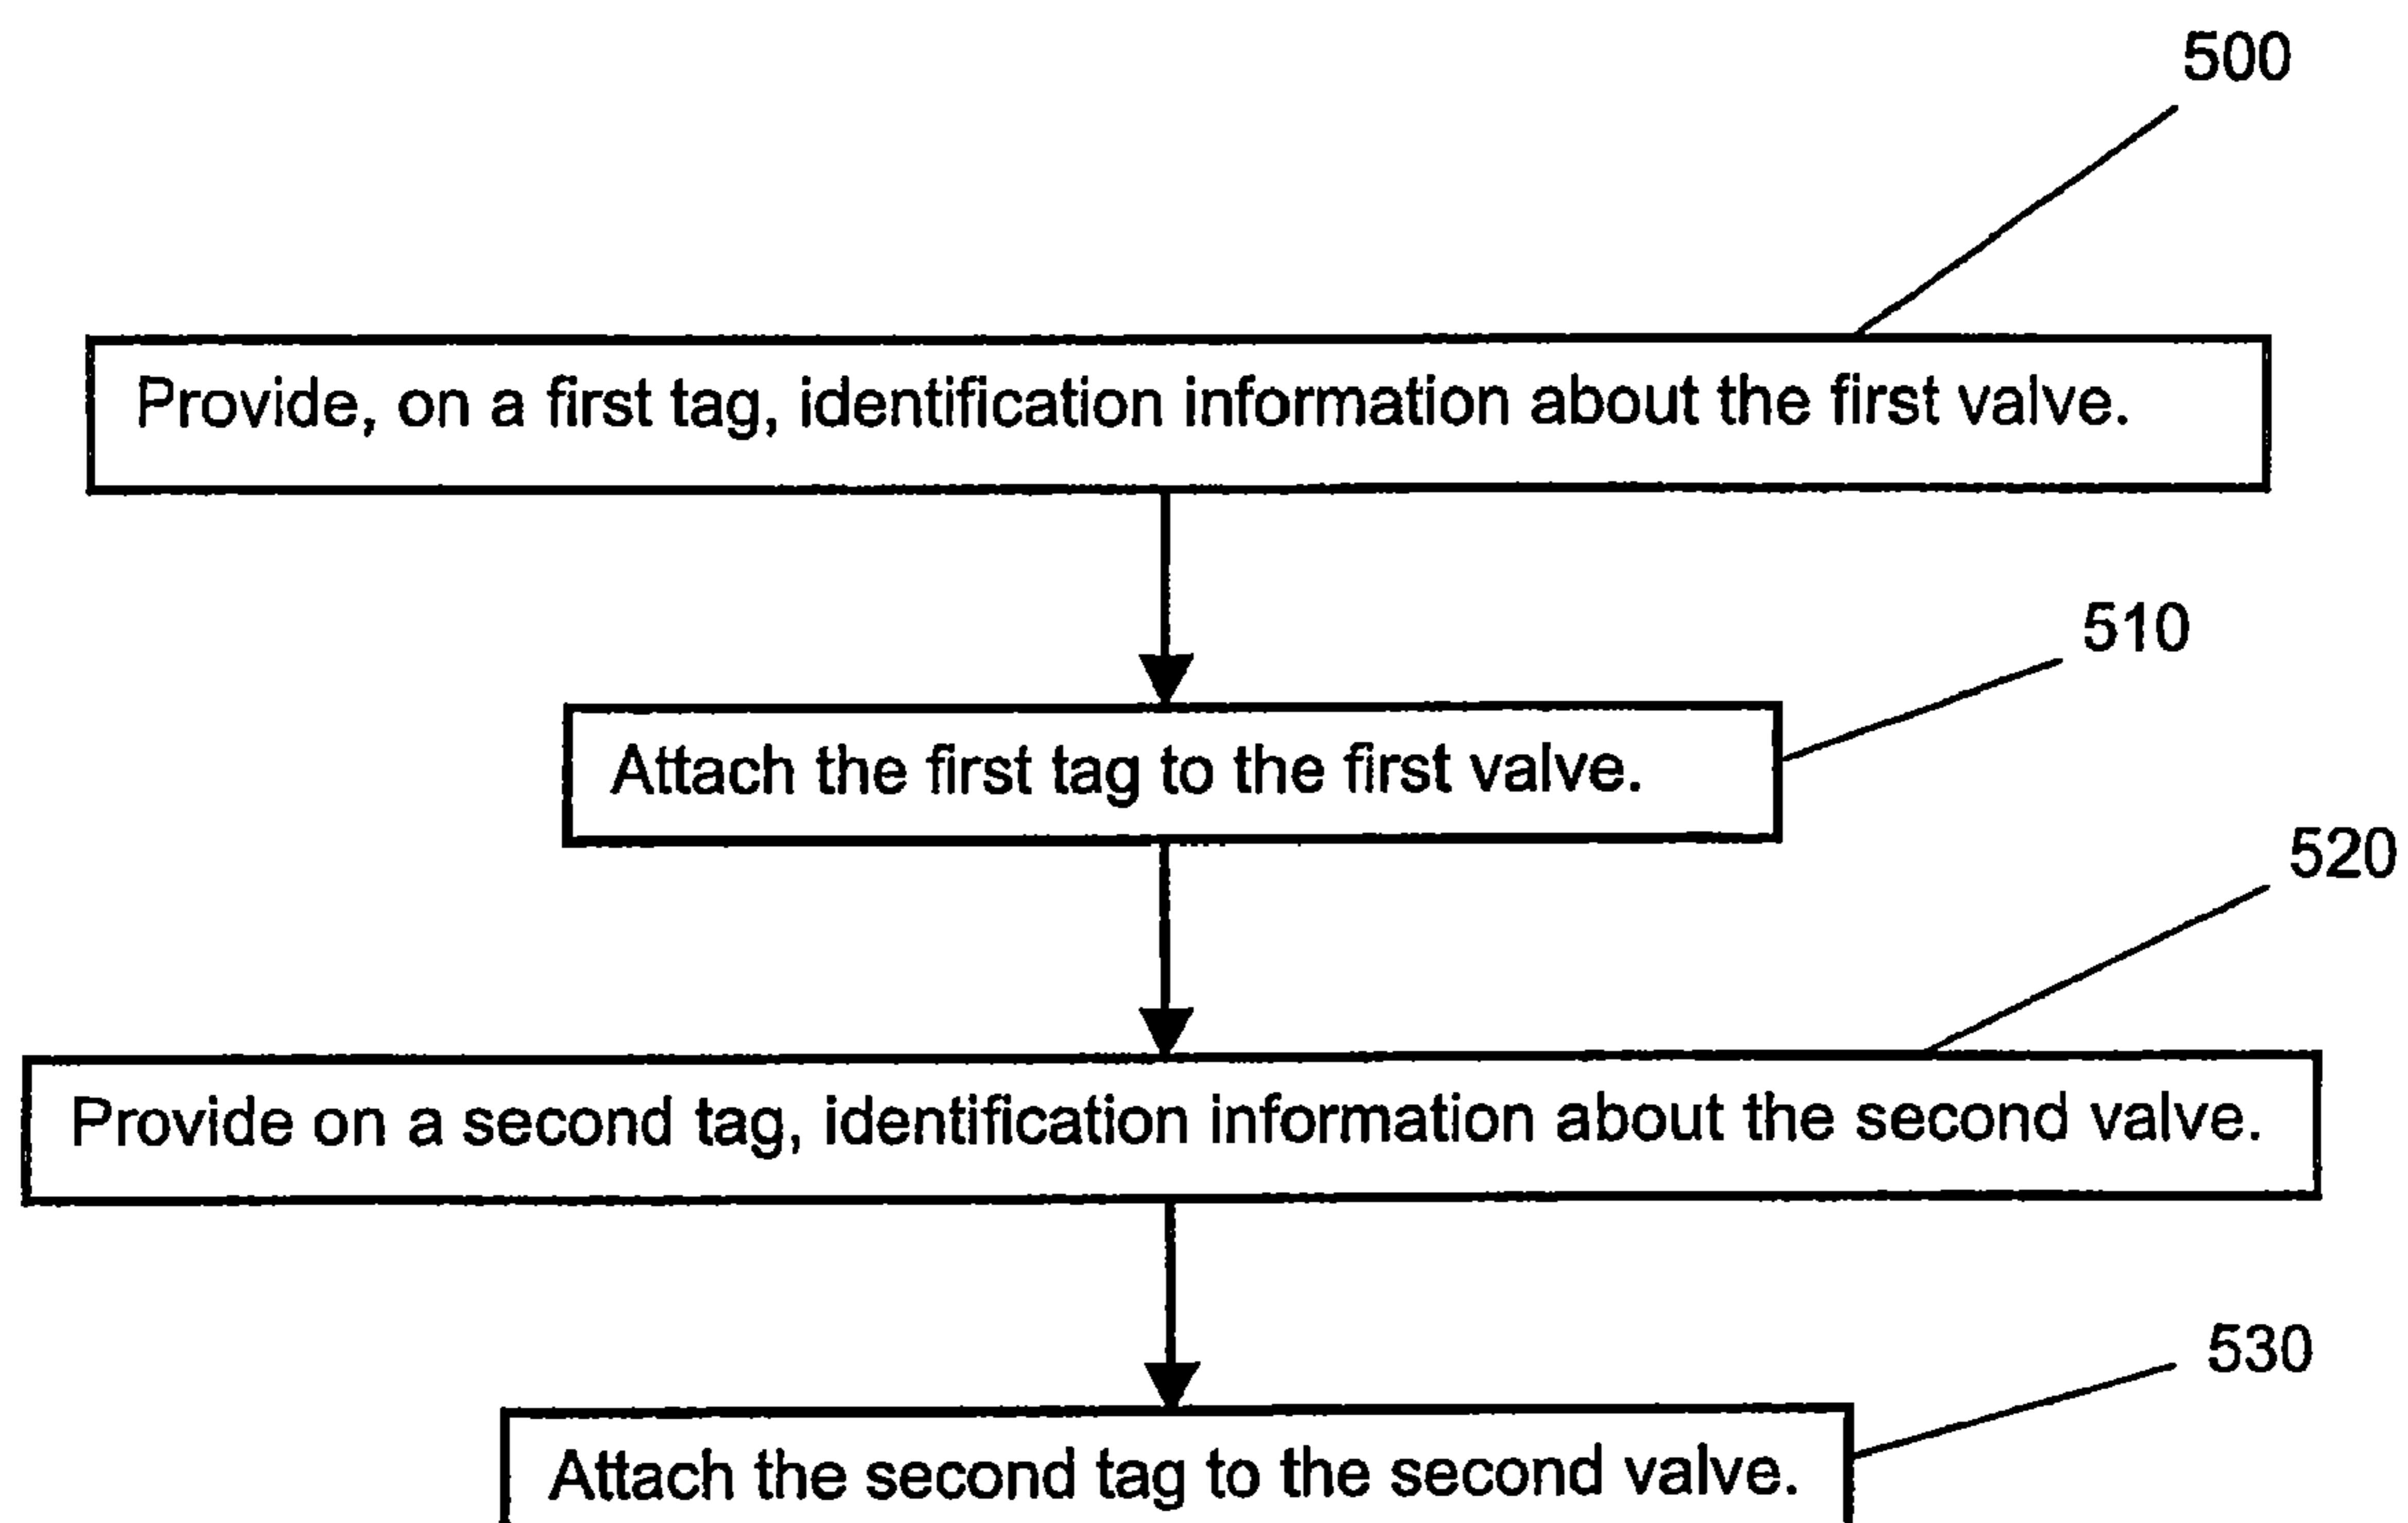 500
Provide, on a first tag, identification information about the first valve.
510
Attach the first tag to the first valve.
520
Provide on a second tag, identification information about the second valve.
530
Attach the second tag to the second valve.